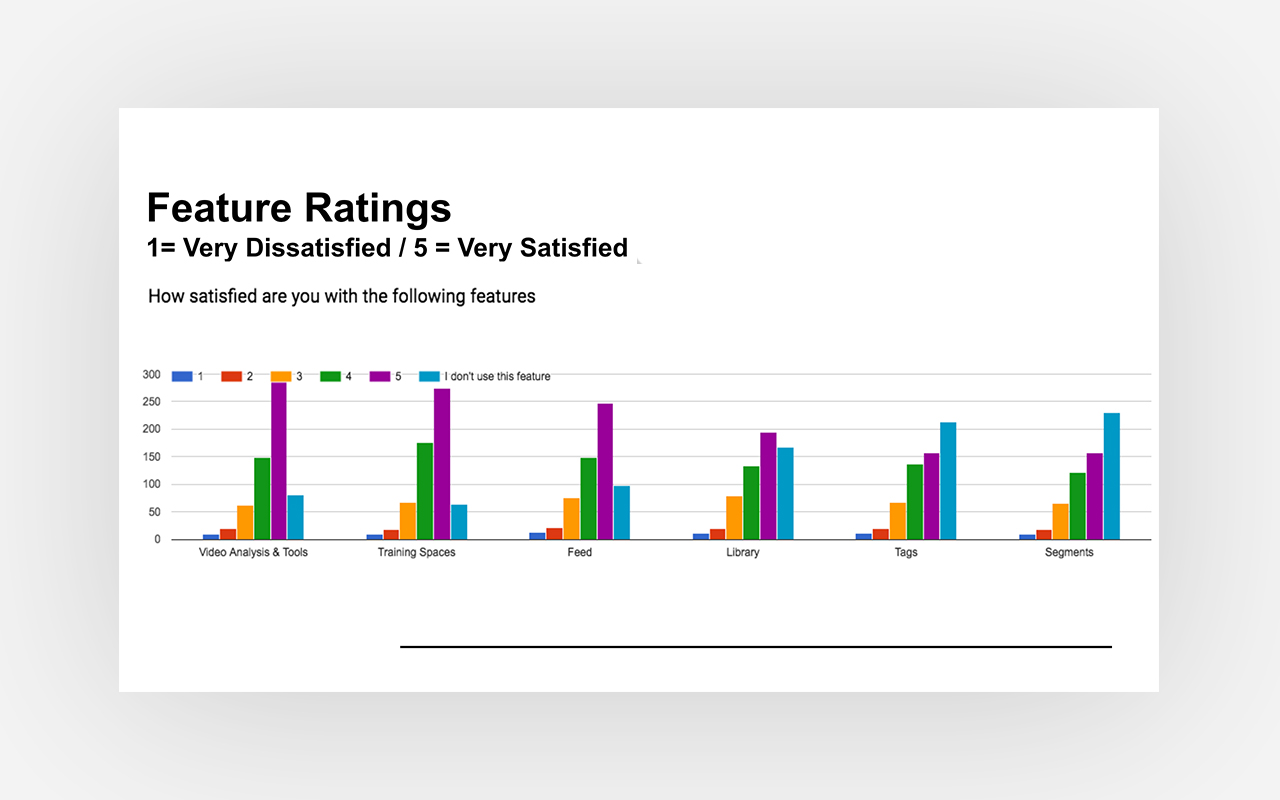 Feature Ratings
1= Very Dissatisfied / 5 = Very Satisfied
How satisfied are you with the following features
1 2 3 4 5 I don't use this feature
300
250
200
150
100
50
0
Video Analysis & Tools Training Spaces Feed Library Tags Segments